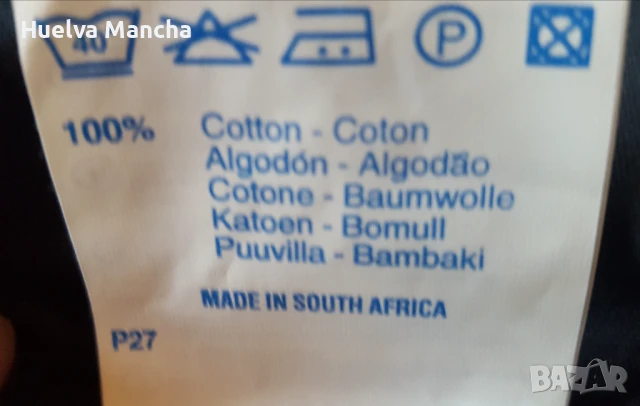 Huelva Mancha
40 P
100% Cotton - Coton
Algodón - Algodão
Cotone - Baumwolle
Katoen - Bomull
Puuvilla - Bambaki
MADE IN SOUTH AFRICA
P27
BAZAR